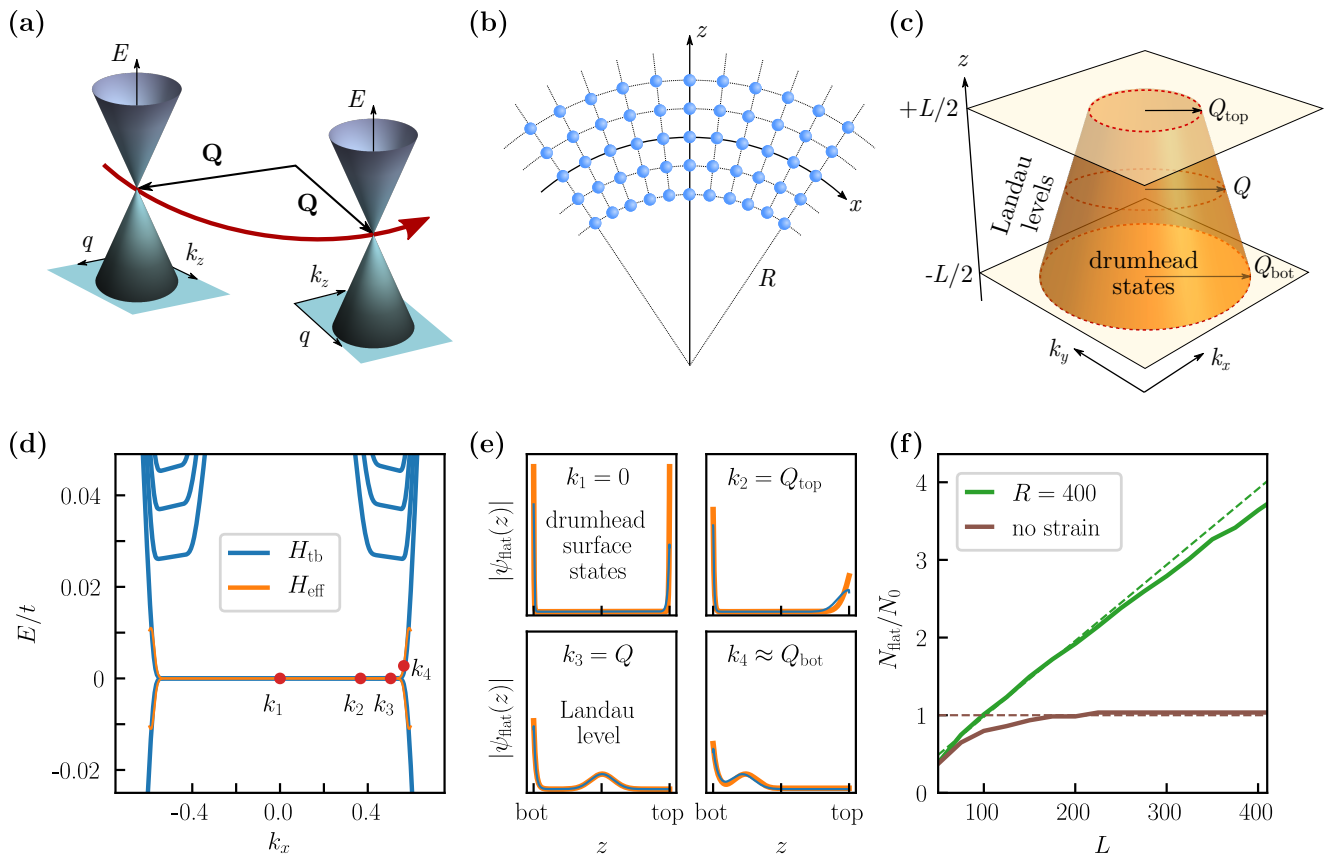 (a)
E
E
Q
Q
q
k_z
k_z
q
(b)
z
x
R
(c)
z
+L/2
Q_top
Landau
levels
Q
-L/2
drumhead
states
Q_bot
k_y
k_x
(d)
E/t
0.04
0.02
0
-0.02
H_tb
H_eff
k_1
k_2
k_3
k_4
-0.4
0.0
0.4
k_x
(e)
|ψ_flat(z)|
k_1 = 0
drumhead
surface
states
k_2 = Q_top
|ψ_flat(z)|
k_3 = Q
Landau
level
k_4 ≈ Q_bot
bot
top
bot
top
z
z
(f)
N_flat/N_0
4
3
2
1
0
R = 400
no strain
100
200
300
400
L